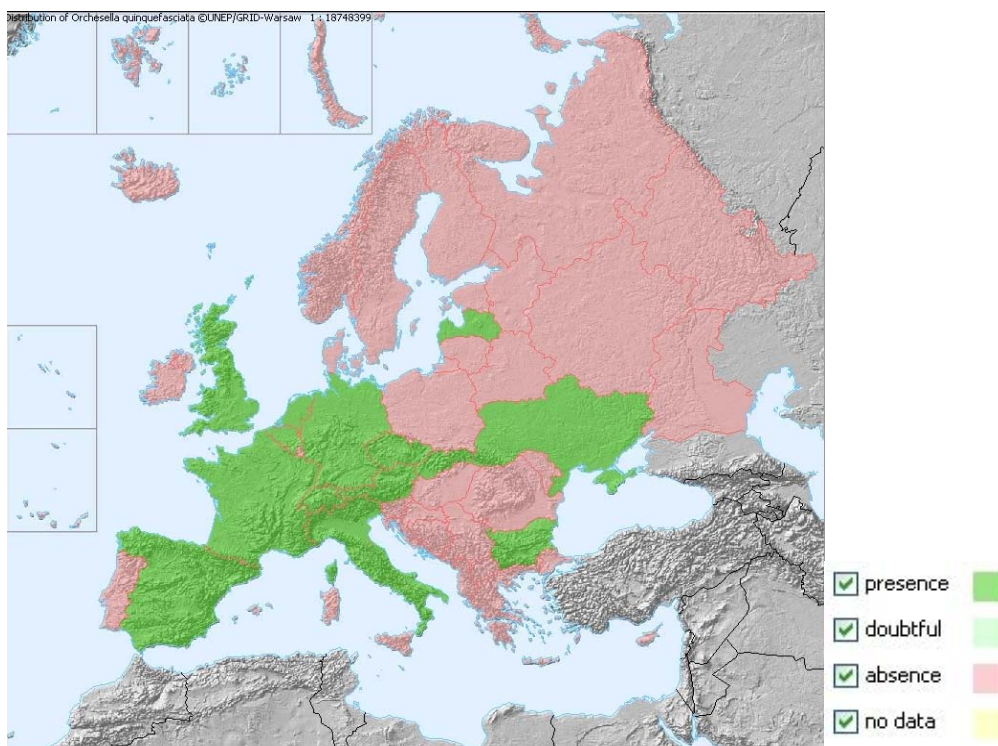 Distribution of Orchesella quinquefasciata ©UNEP/GRID-Warsaw 1 : 18748399
presence
doubtful
absence
no data